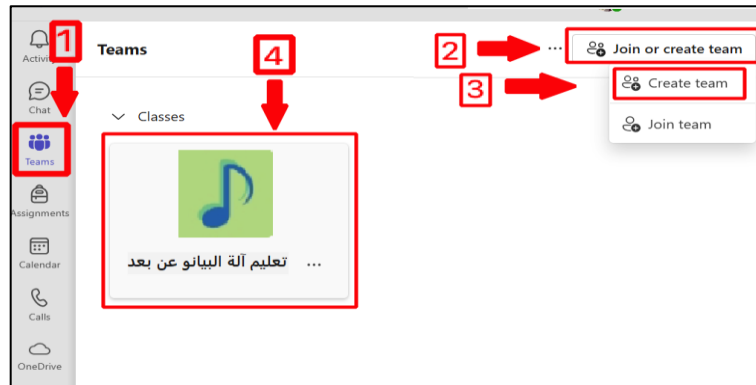 1
Activi
Chat
Teams
Assignments
Calendar
Calls
OneDrive
Teams
4
2
... Join or create team
3
Create team
Join team
Classes
تعليم آلة البيانو عن بعد ...